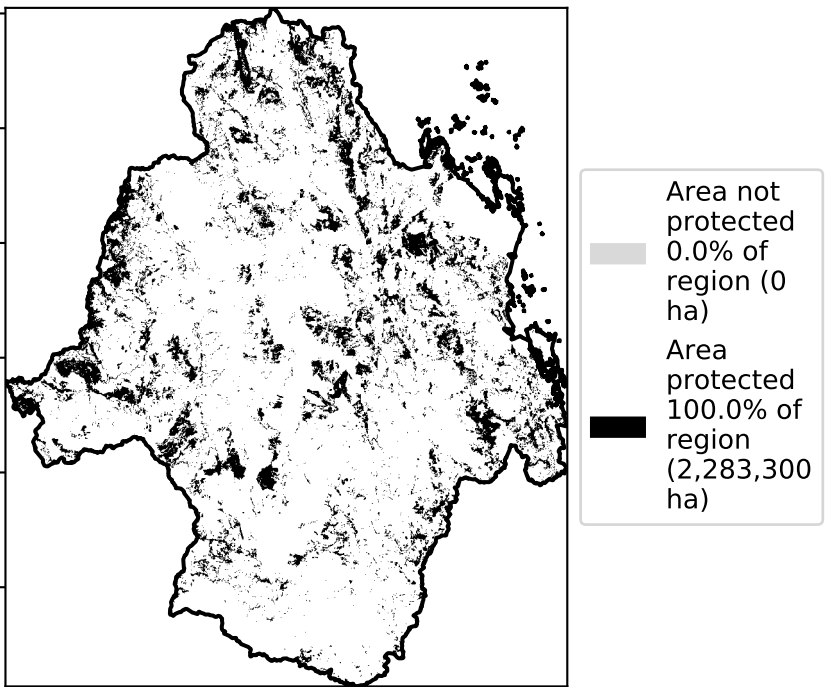 Area not
protected
0.0% of
region (0
ha)
Area
protected
100.0% of
region
(2,283,300
ha)